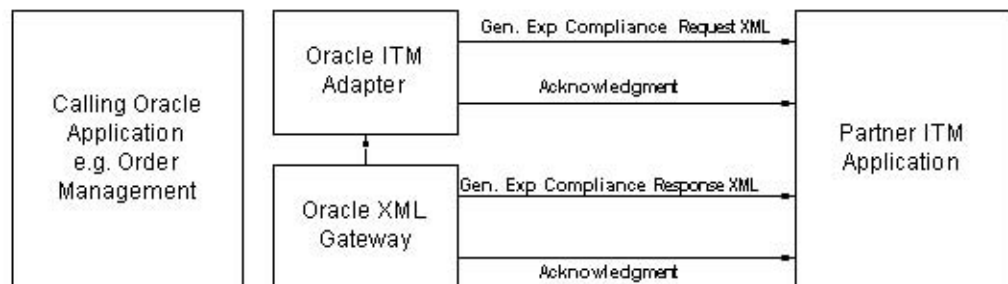 Calling Oracle
Application
e.g. Order
Management
Oracle ITM
Adapter
Oracle XML
Gateway
Gen. Exp Compliance Request XML
Acknowledgment
Gen. Exp Compliance Response XML
Acknowledgment
Partner ITM
Application